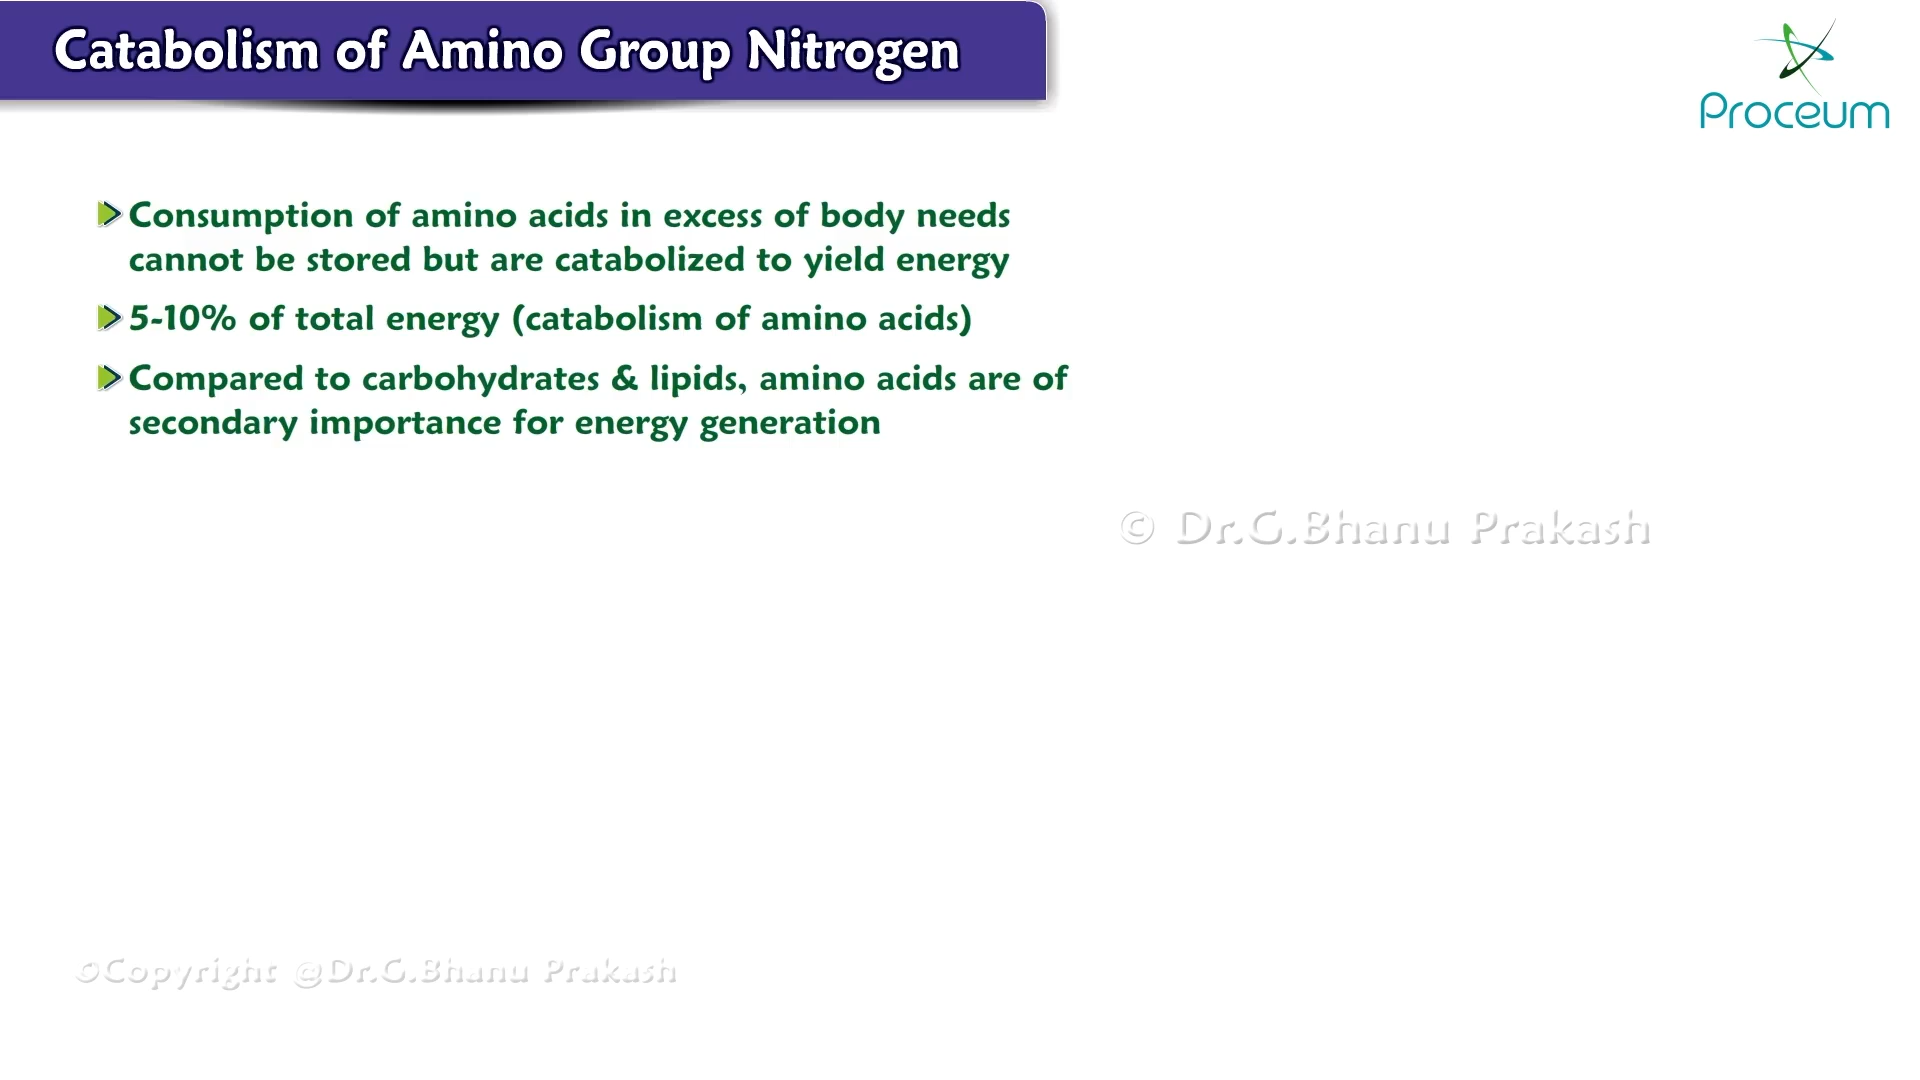 Catabolism of Amino Group Nitrogen
Proceum
Consumption of amino acids in excess of body needs
cannot be stored but are catabolized to yield energy
5-10% of total energy (catabolism of amino acids)
Compared to carbohydrates & lipids, amino acids are of
secondary importance for energy generation
© Dr.G.Bhanu Prakash
©Copyright @Dr.G.Bhanu Prakash